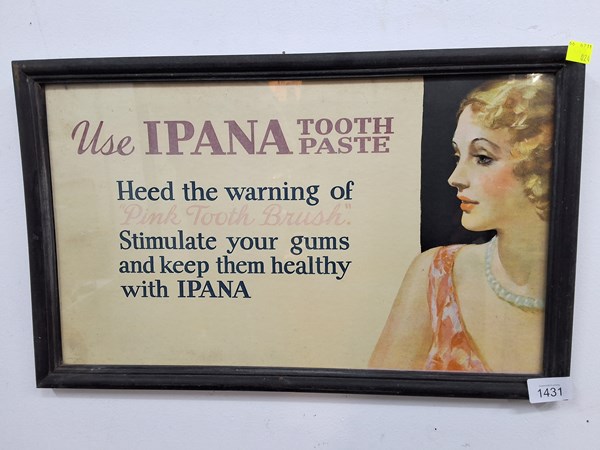 Use IPANA TOOTH PASTE
Heed the warning of
"Pink Tooth Brush".
Stimulate your gums
and keep them healthy
with IPANA
1431